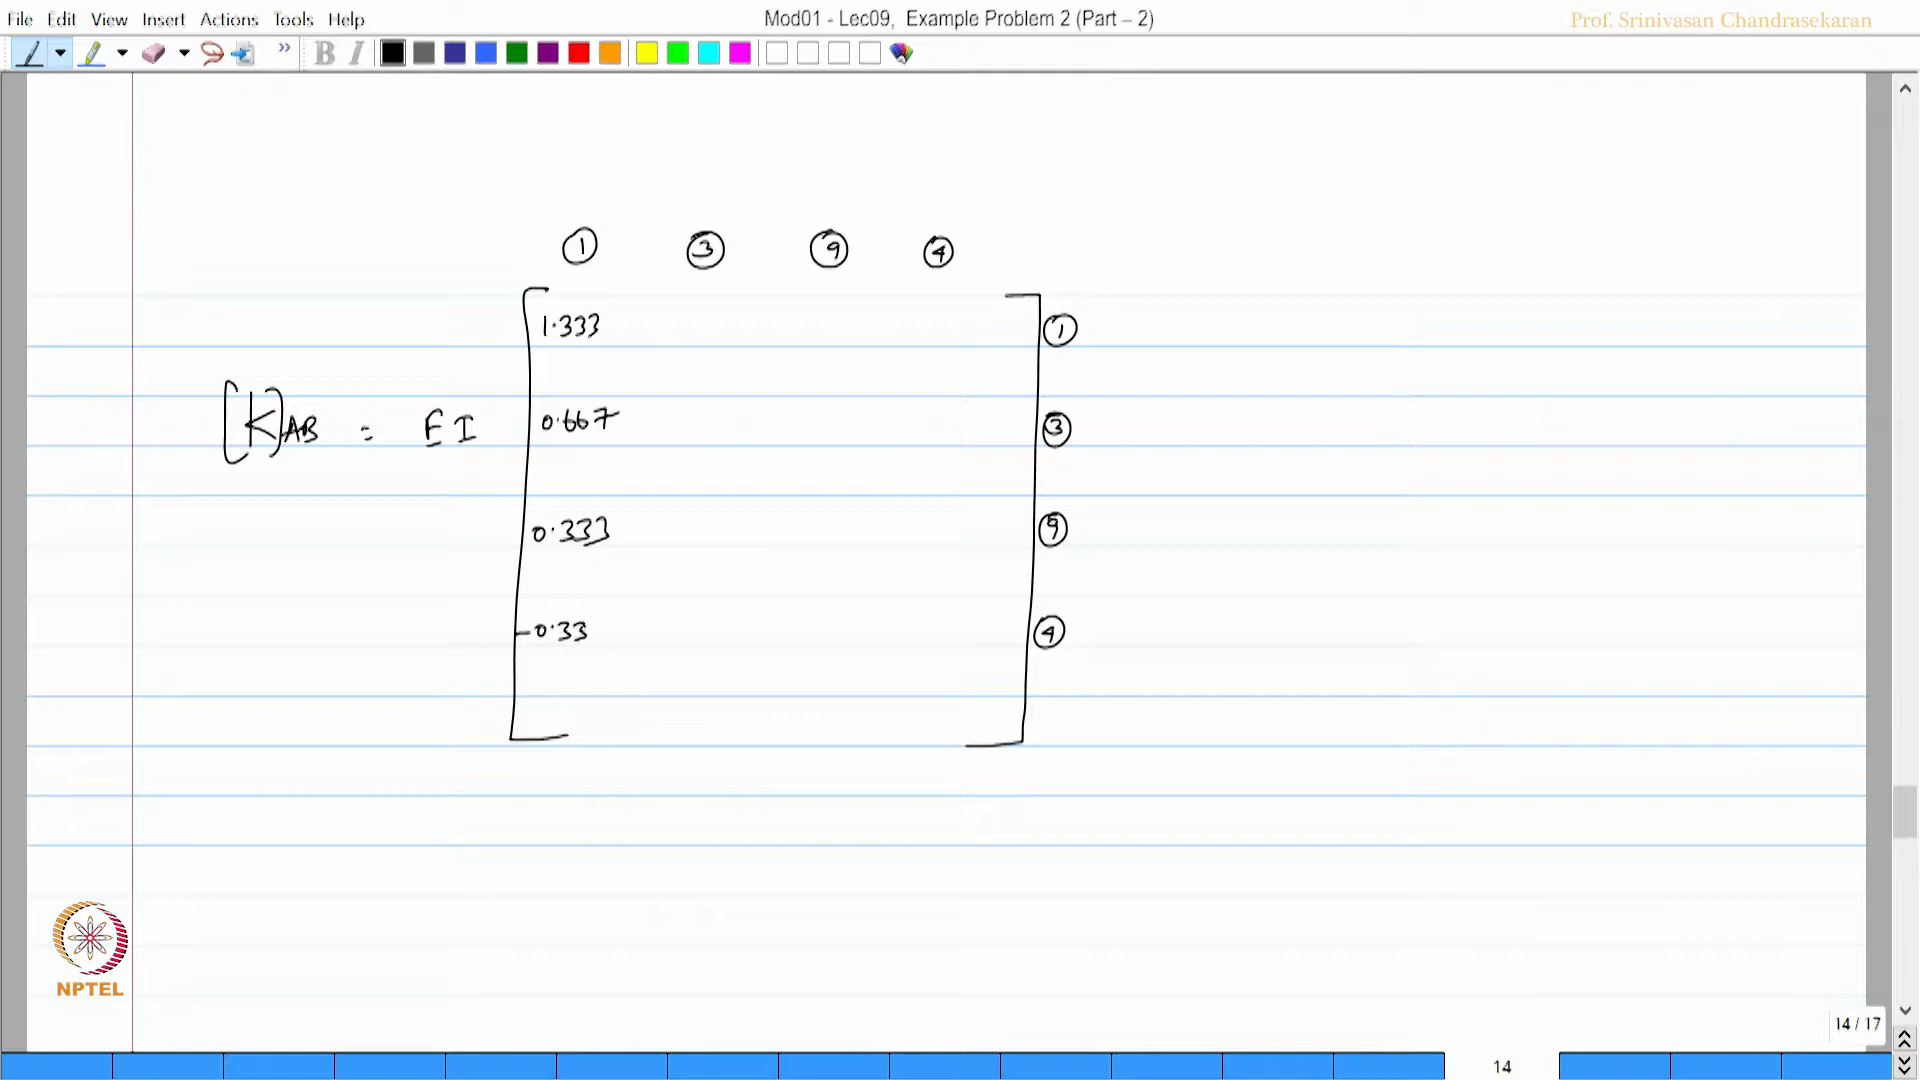 File Edit View Insert Actions Tools Help
Mod01 - Lec09, Example Problem 2 (Part – 2)
Prof. Srinivasan Chandrasekaran
B I
① ③ ⑨ ④
1.333 ①
[K]AB = EI 0.667 ③
0.333 ⑨
-0.33 ④
NPTEL
14 / 17
14